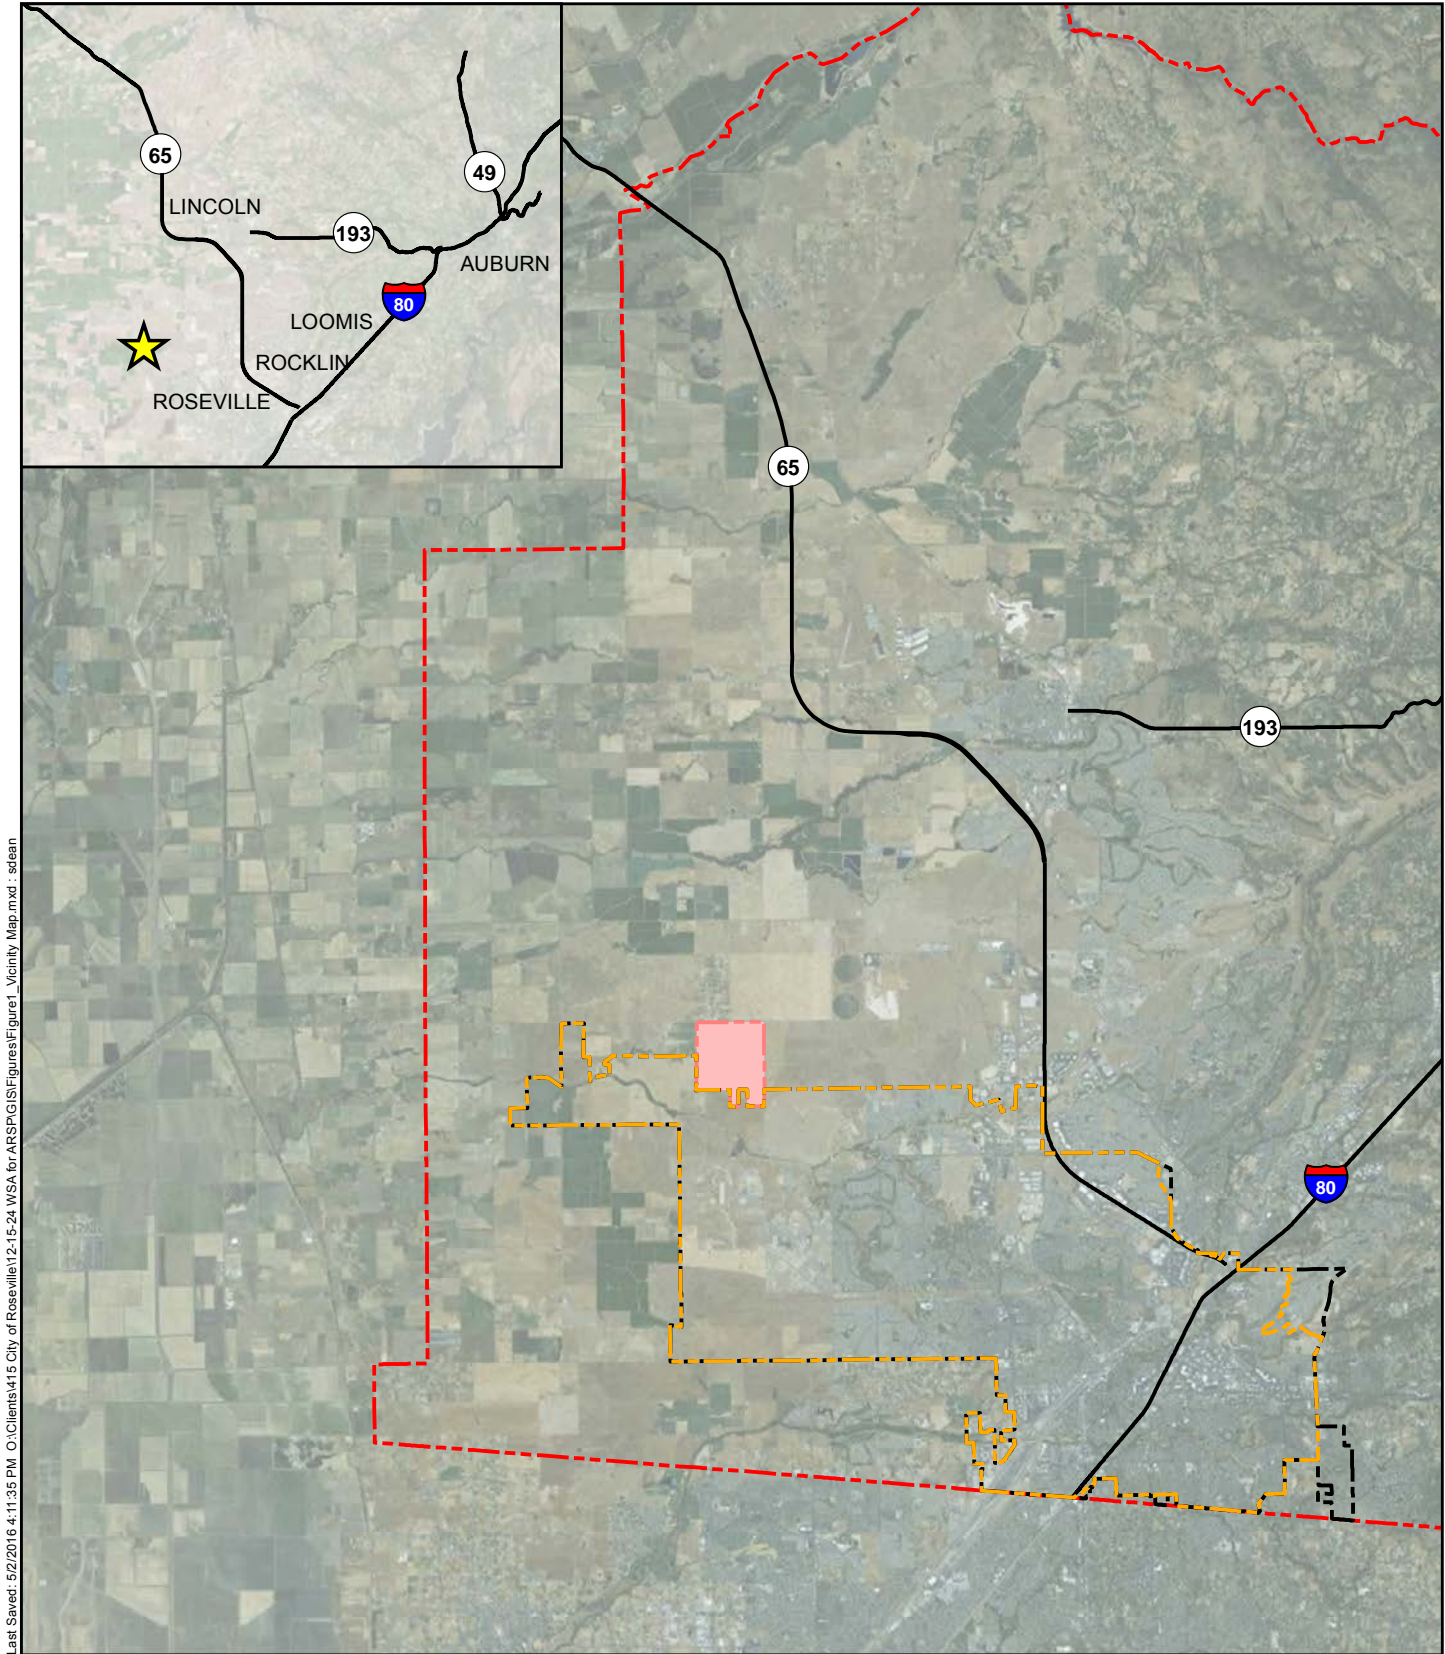 65
49
LINCOLN
193
AUBURN
80
LOOMIS
ROCKLIN
ROSEVILLE
65
193
80
Last Saved: 5/2/2016 4:11:35 PM O:\Clients\415 City of Roseville\12-15-24 WSA for ARSP\GIS\Figures\Figure1_Vicinity Map.mxd : sdean